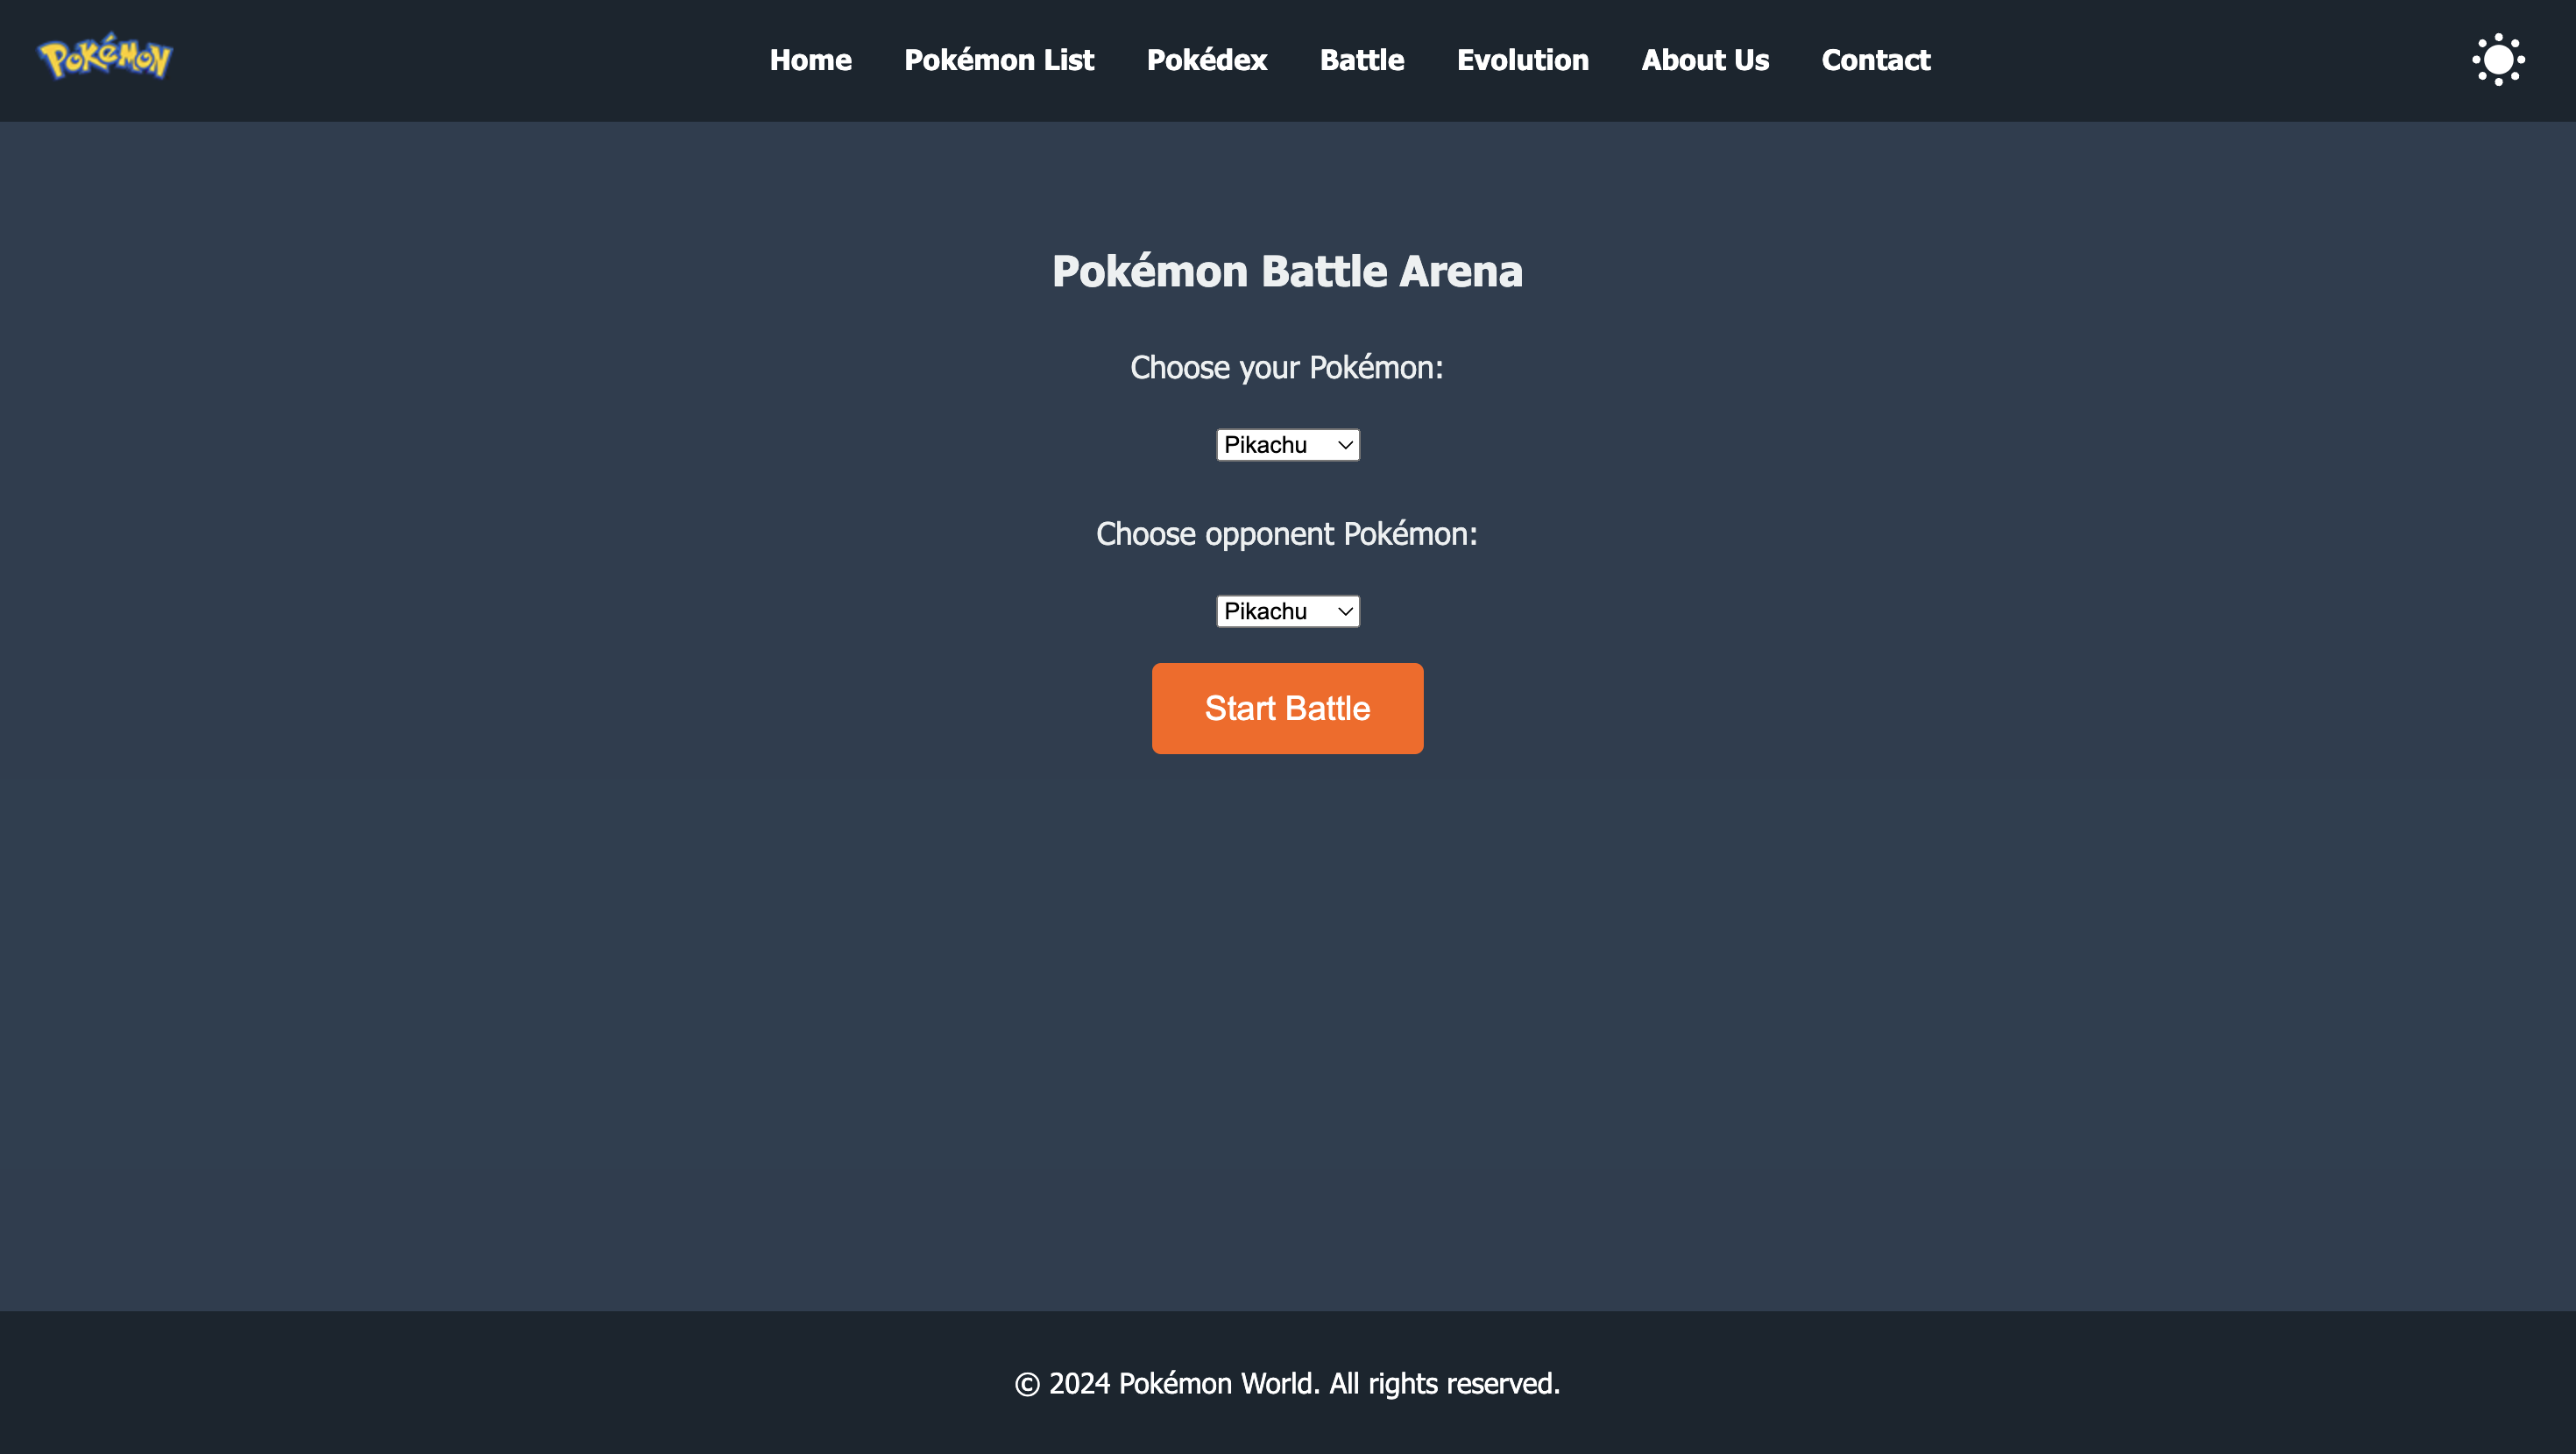 Pokémon
Home Pokémon List Pokédex Battle Evolution About Us Contact
Pokémon Battle Arena
Choose your Pokémon:
Pikachu
Choose opponent Pokémon:
Pikachu
Start Battle
© 2024 Pokémon World. All rights reserved.